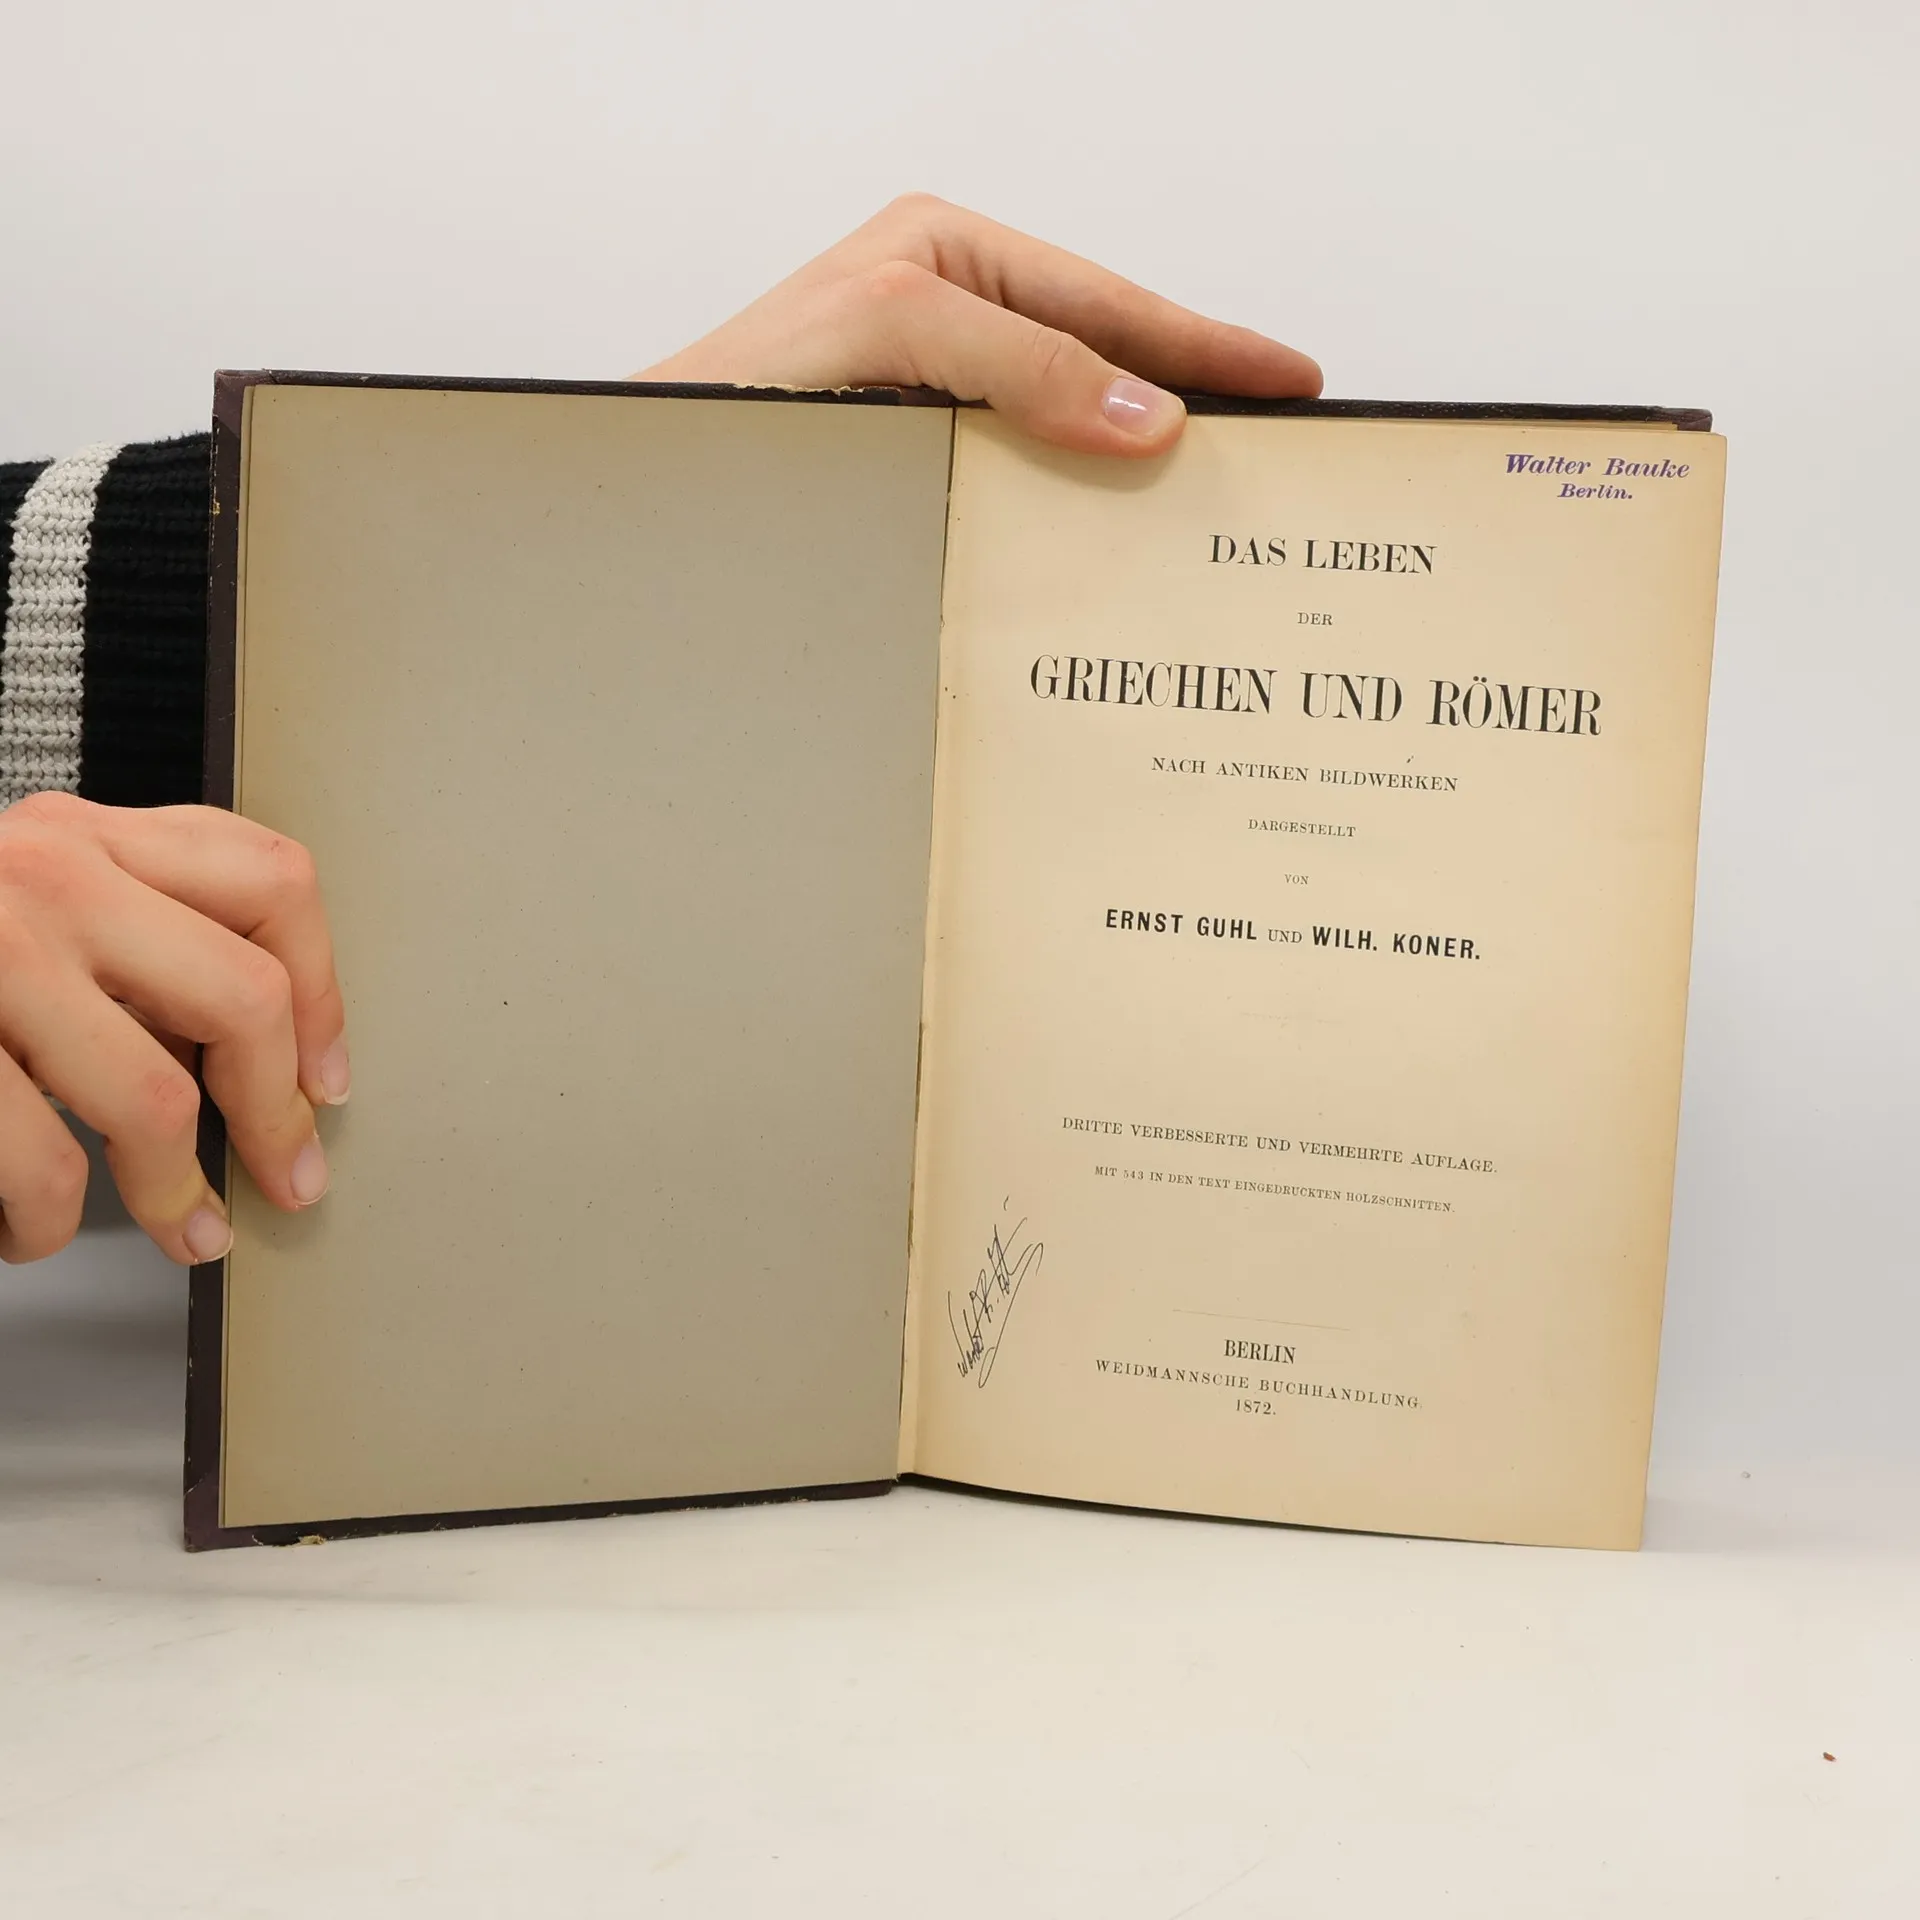 Walter Bauke
Berlin.
DAS LEBEN
DER
GRIECHEN UND RÖMER
NACH ANTIKEN BILDWERKEN
DARGESTELLT
VON
ERNST GUHL UND WILH. KONER.
DRITTE VERBESSERTE UND VERMEHRTE AUFLAGE.
MIT 543 IN DEN TEXT EINGEDRUCKTEN HOLZSCHNITTEN.
BERLIN
WEIDMANNSCHE BUCHHANDLUNG.
1872.